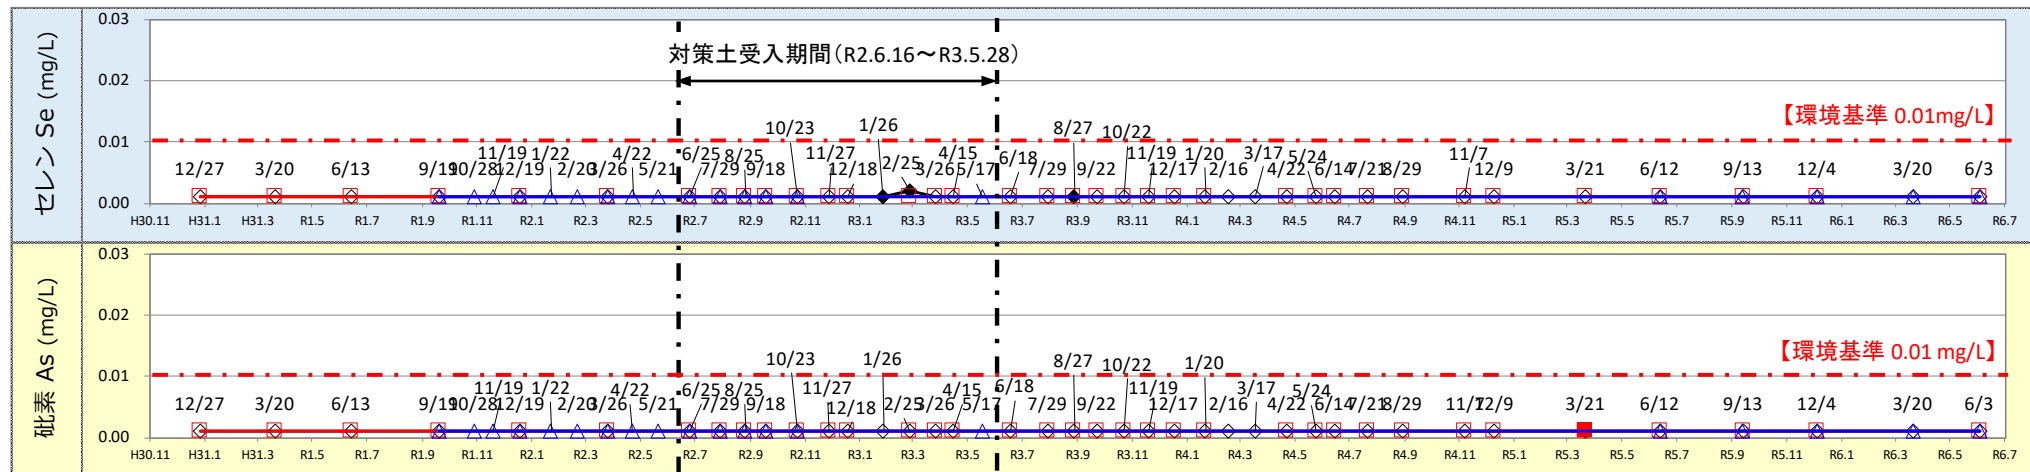 セレン Se (mg/L)
0.03
0.02
0.01
0.00
対策土受入期間(R2.6.16～R3.5.28)
【環境基準 0.01mg/L】
10/23 1/26 8/27 10/22
11/19 1/22 4/22 6/25 8/25 11/27 2/25 4/15 6/18 11/19 1/20 3/17 5/24 11/7
12/27 3/20 6/13 9/19 10/28 12/19 2/20 3/26 5/21 7/29 9/18 12/18 3/26 5/17 7/29 9/22 12/17 2/16 4/22 6/14 7/21 8/29 12/9 3/21 6/12 9/13 12/4 3/20 6/3
H30.11 H31.1 H31.3 R1.5 R1.7 R1.9 R1.11 R2.1 R2.3 R2.5 R2.7 R2.9 R2.11 R3.1 R3.3 R3.5 R3.7 R3.9 R3.11 R4.1 R4.3 R4.5 R4.7 R4.9 R4.11 R5.1 R5.3 R5.5 R5.7 R5.9 R5.11 R6.1 R6.3 R6.5 R6.7
砒素 As (mg/L)
0.03
0.02
0.01
0.00
【環境基準 0.01 mg/L】
10/23 1/26 8/27 10/22 1/20
11/19 1/22 4/22 6/25 8/25 11/27 4/15 6/18 11/19 3/17 5/24
12/27 3/20 6/13 9/19 10/28 12/19 2/20 3/26 5/21 7/29 9/18 12/18 2/25 3/26 5/17 7/29 9/22 12/17 2/16 4/22 6/14 7/21 8/29 11/7 12/9 3/21 6/12 9/13 12/4 3/20 6/3
H30.11 H31.1 H31.3 R1.5 R1.7 R1.9 R1.11 R2.1 R2.3 R2.5 R2.7 R2.9 R2.11 R3.1 R3.3 R3.5 R3.7 R3.9 R3.11 R4.1 R4.3 R4.5 R4.7 R4.9 R4.11 R5.1 R5.3 R5.5 R5.7 R5.9 R5.11 R6.1 R6.3 R6.5 R6.7